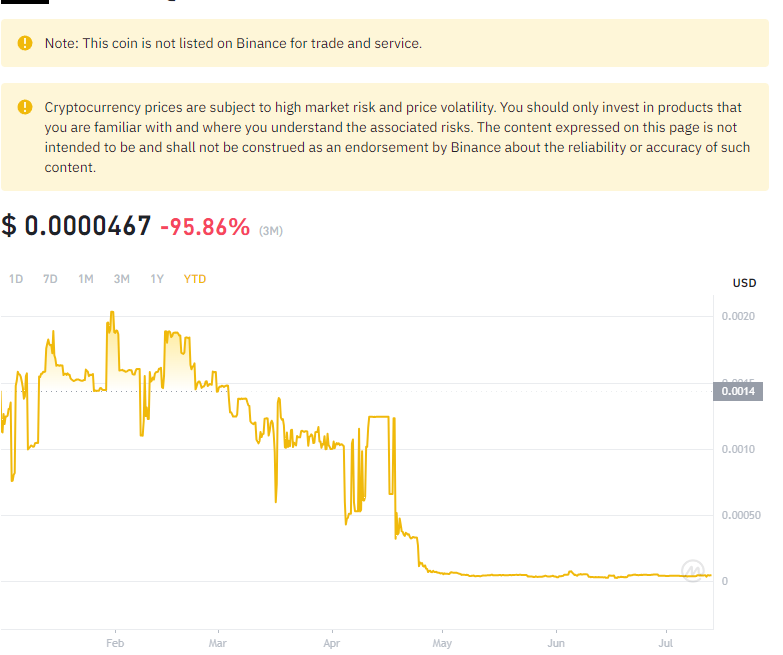 Note: This coin is not listed on Binance for trade and service.
Cryptocurrency prices are subject to high market risk and price volatility. You should only invest in products that
you are familiar with and where you understand the associated risks. The content expressed on this page is not
intended to be and shall not be construed as an endorsement by Binance about the reliability or accuracy of such
content.
$ 0.0000467 -95.86% (3M)
1D 7D 1M 3M 1Y YTD
USD
0.0020
0.0015
0.0014
0.0010
0.00050
0
Feb Mar Apr May Jun Jul